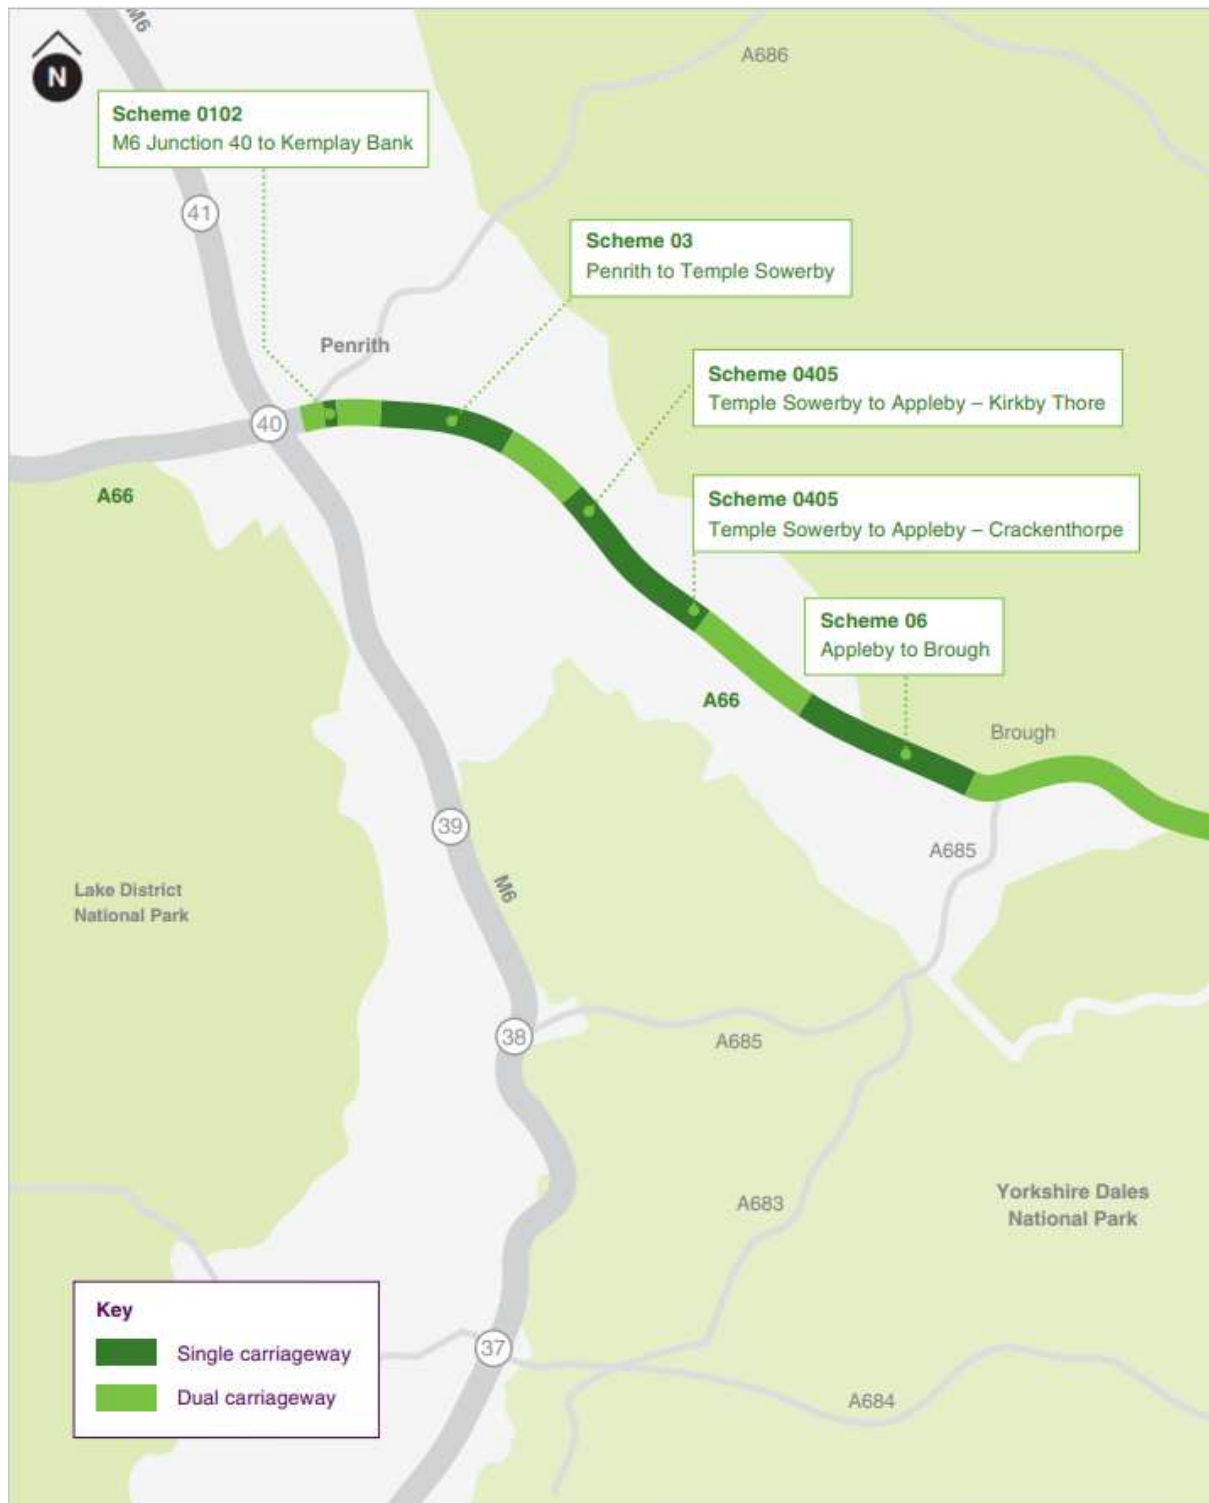 M6
A686
N
Scheme 0102
M6 Junction 40 to Kemplay Bank
41
Scheme 03
Penrith to Temple Sowerby
Penrith
Scheme 0405
Temple Sowerby to Appleby – Kirkby Thore
40
A66
Scheme 0405
Temple Sowerby to Appleby – Crackenthorpe
Scheme 06
Appleby to Brough
A66
Brough
39
A685
M6
Lake District
National Park
38
A685
A683
Yorkshire Dales
National Park
Key
Single carriageway
Dual carriageway
37
A684